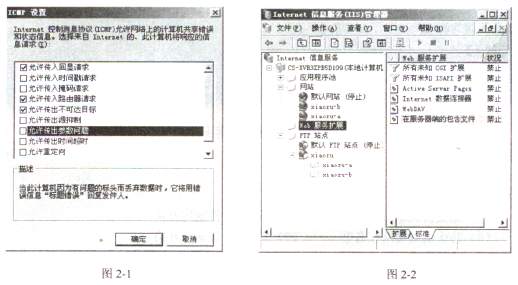 ICMP 设置
Internet 控制消息协议(ICMP)允许网络上的计算机共享错误
和状态信息。选择来自 Internet 的、此计算机将响应的信
息请求(I):
允许传入回显请求
允许传入时间戳请求
允许传入掩码请求
允许传入路由器请求
允许传出不可达目标
允许传出源抑制
允许传出参数问题
允许传出时间超时
允许重定向
描述
当此计算机因为有问题的标头而丢弃数据时，它将用错
误信息“标题错误”回复发件人。
确定
取消
图 2-1
Internet 信息服务(IIS)管理器
文件(F) 操作(A) 查看(V) 窗口(W) 帮助(H)
Internet 信息服务
(本地计算机)
应用程序池
网站
默认网站 (停止)
xiaoru-b
xiaoru-a
Web 服务扩展
FTP 站点
默认 FTP 站点 (停止
xiaoru
xiaoru-a
xiaoru-b
Web 服务扩展 状况
所有未知 CGI 扩展 禁止
所有未知 ISAPI 扩展 禁止
Active Server Pages 禁止
Internet 数据连接器 禁止
WebDAV 禁止
在服务器端的包含文件 禁止
扩展 标准
图 2-2